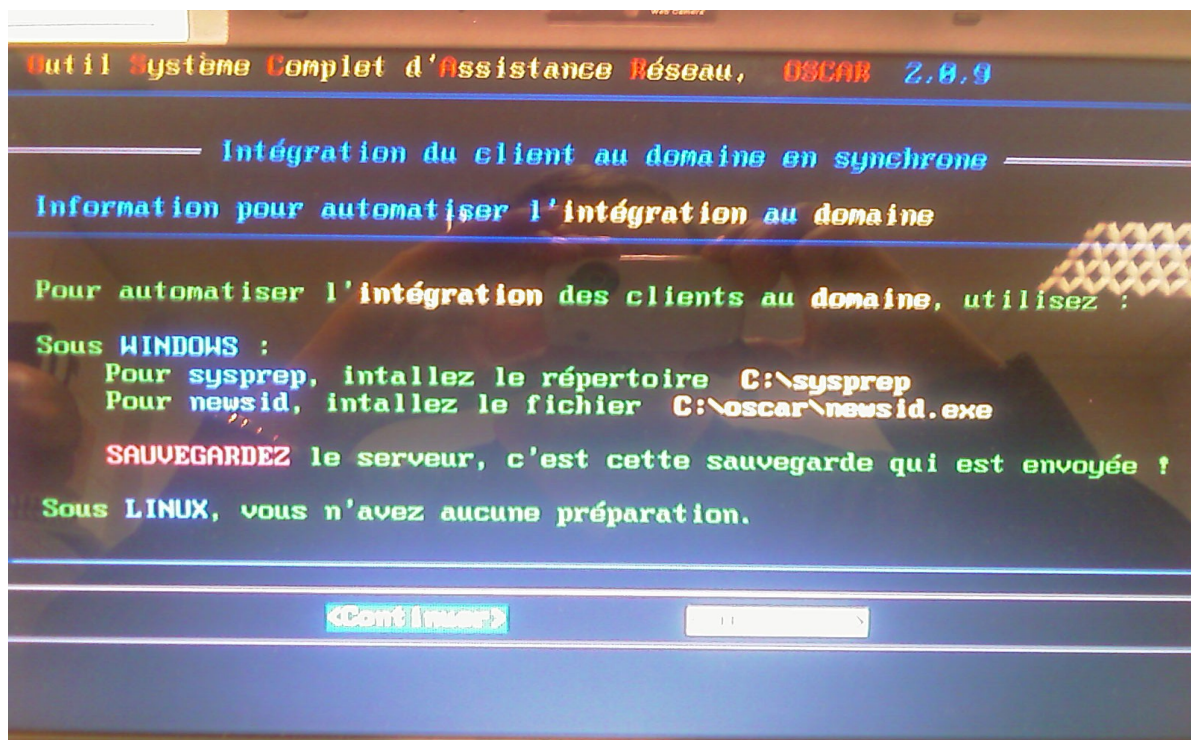 Web Camera
Outil Système Complet d'Assistance Réseau, OSCAR 2.0.9
Intégration du client au domaine en synchrone
Information pour automatiser l'intégration au domaine
Pour automatiser l'intégration des clients au domaine, utilisez :
Sous WINDOWS :
Pour sysprep, intallez le répertoire C:\sysprep
Pour newsid, intallez le fichier C:\oscar\newsid.exe
SAUVEGARDEZ le serveur, c'est cette sauvegarde qui est envoyée !
Sous LINUX, vous n'avez aucune préparation.
<Continuer>